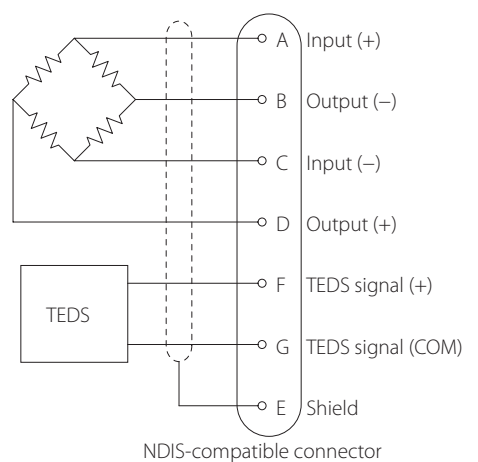 A Input (+)
B Output (−)
C Input (−)
D Output (+)
F TEDS signal (+)
TEDS
G TEDS signal (COM)
E Shield
NDIS-compatible connector